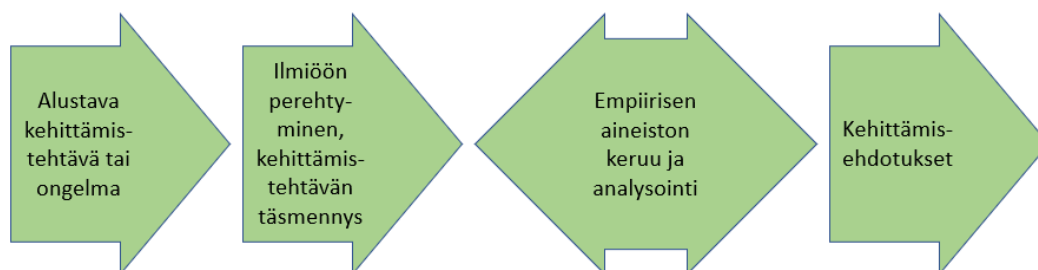 Alustava
kehittämis-
tehtävä tai
ongelma
Ilmiöön
perehty-
minen,
kehittämis-
tehtävän
täsmennys
Empiirisen
aineiston
keruu ja
analysointi
Kehittämis-
ehdotukset